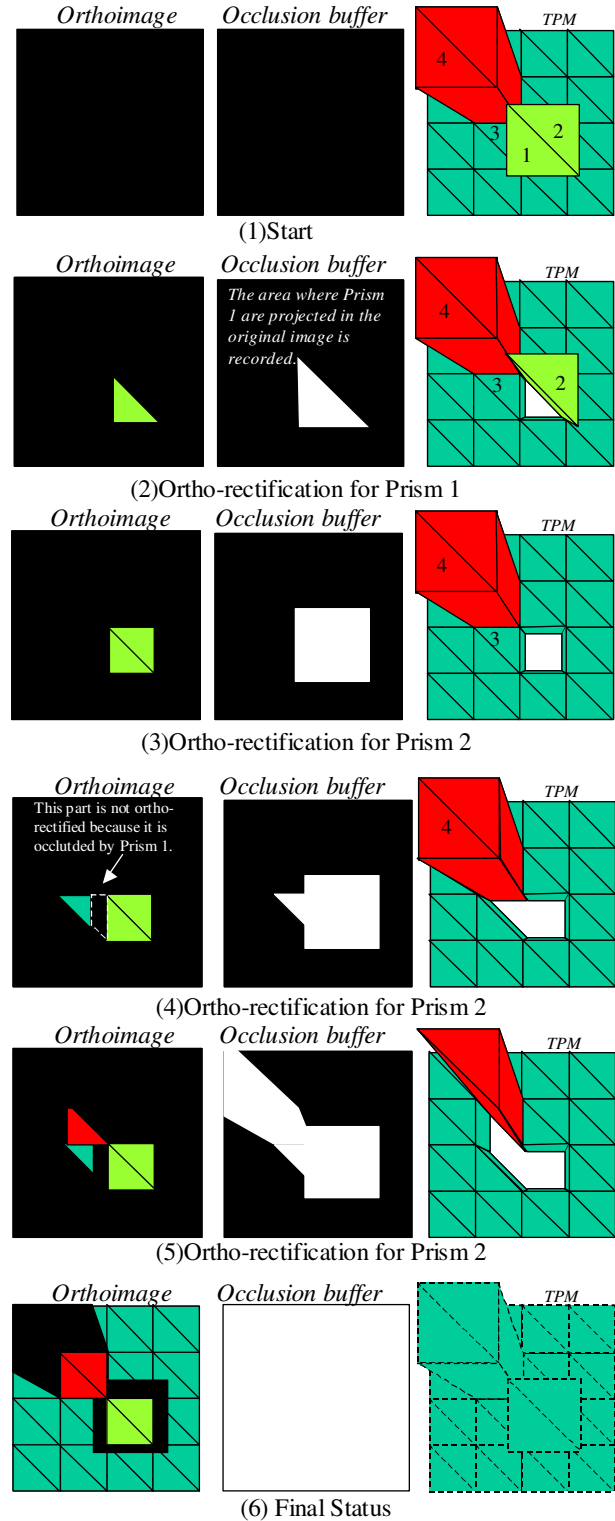 Orthoimage Occlusion buffer TPM
4
3 2
1
(1)Start
Orthoimage Occlusion buffer TPM
The area where Prism
1 are projected in the
original image is
recorded.
4
3 2
(2)Ortho-rectification for Prism 1
Orthoimage Occlusion buffer TPM
4
3
(3)Ortho-rectification for Prism 2
Orthoimage Occlusion buffer TPM
This part is not ortho-
rectified because it is
occlutded by Prism 1.
4
(4)Ortho-rectification for Prism 2
Orthoimage Occlusion buffer TPM
(5)Ortho-rectification for Prism 2
Orthoimage Occlusion buffer TPM
(6) Final Status